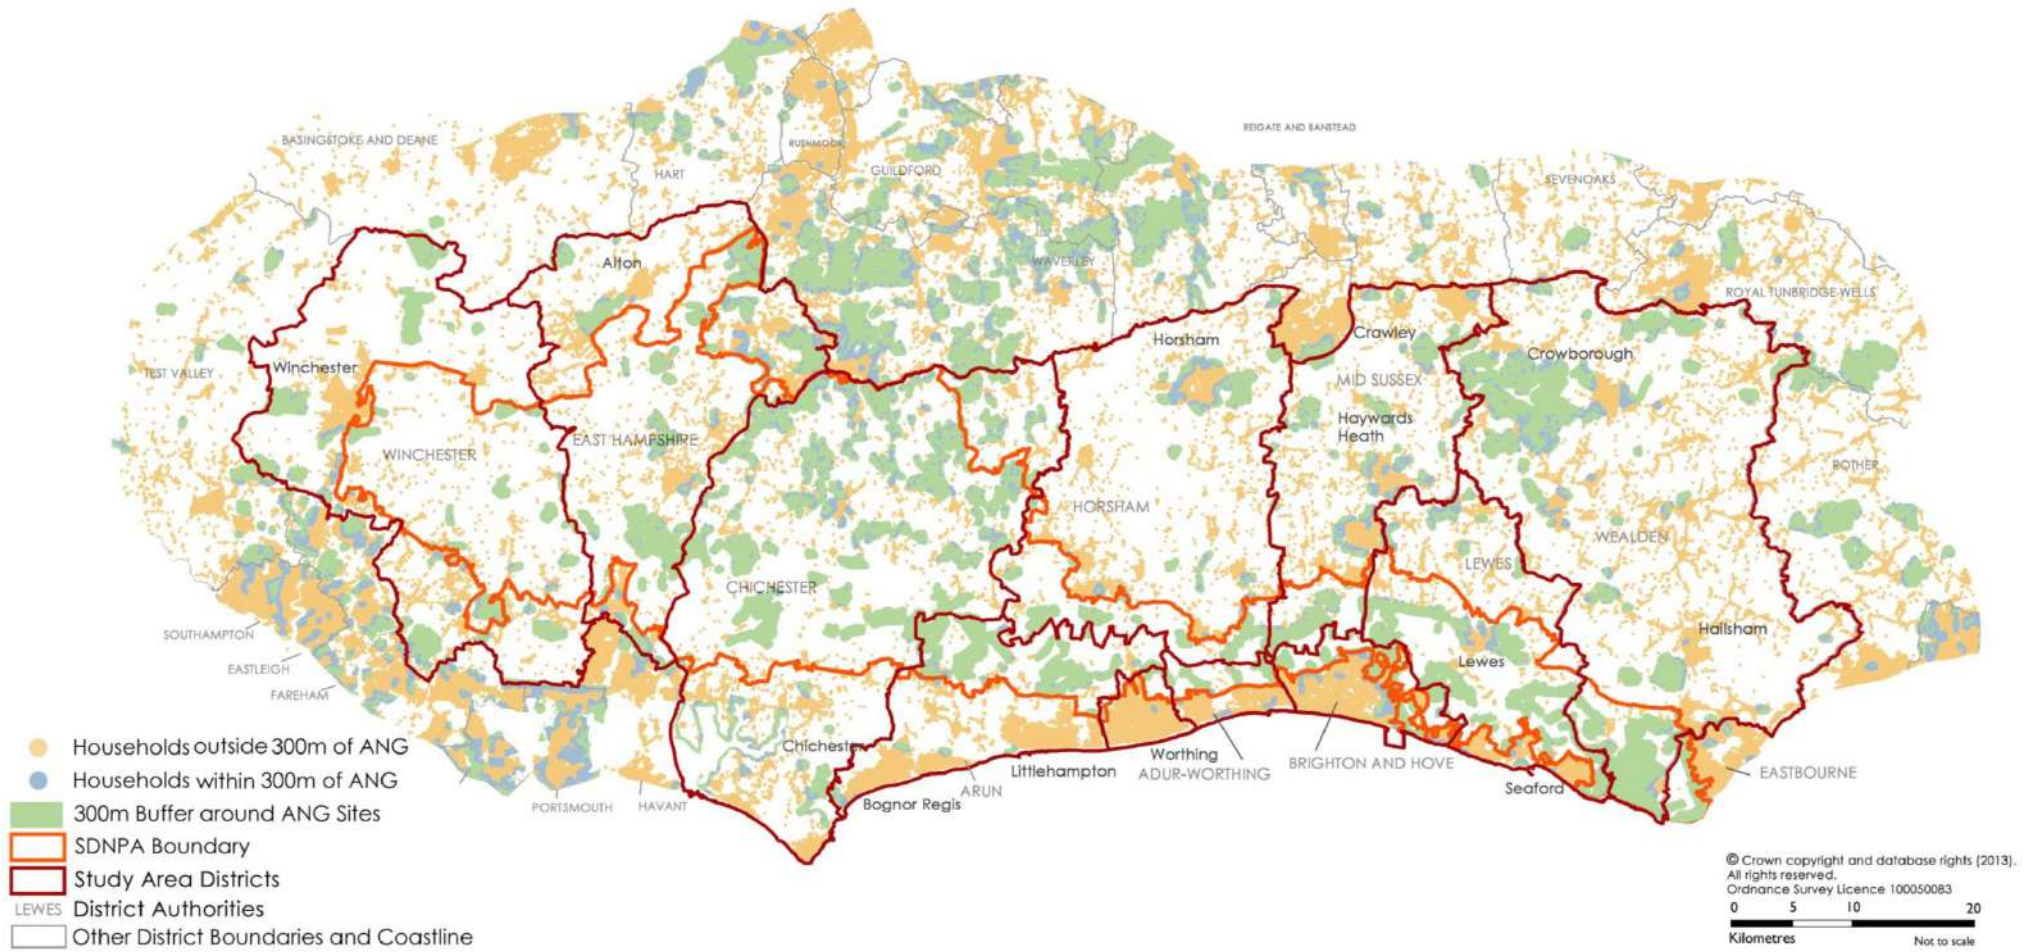 REIGATE AND BANSTEAD
BASINGSTOKE AND DEANE
RUSHMOOR
HART
GUILDFORD
SEVENOAKS
Alton
WAVERLEY
ROYAL TUNBRIDGE WELLS
Crawley
Horsham
Crowborough
Winchester
TEST VALLEY
MID SUSSEX
Haywards
Heath
EAST HAMPSHIRE
WINCHESTER
ROTHER
HORSHAM
WEALDEN
LEWES
CHICHESTER
Hailsham
SOUTHAMPTON
Lewes
EASTLEIGH
FAREHAM
Chichester
Worthing
BRIGHTON AND HOVE
Littlehampton
ADUR-WORTHING
EASTBOURNE
ARUN
Seaford
Bognor Regis
PORTSMOUTH
HAVANT
Households outside 300m of ANG
Households within 300m of ANG
300m Buffer around ANG Sites
SDNPA Boundary
Study Area Districts
LEWES District Authorities
Other District Boundaries and Coastline
© Crown copyright and database rights (2013).
All rights reserved.
Ordnance Survey Licence 100050083
0 5 10 20
Kilometres Not to scale